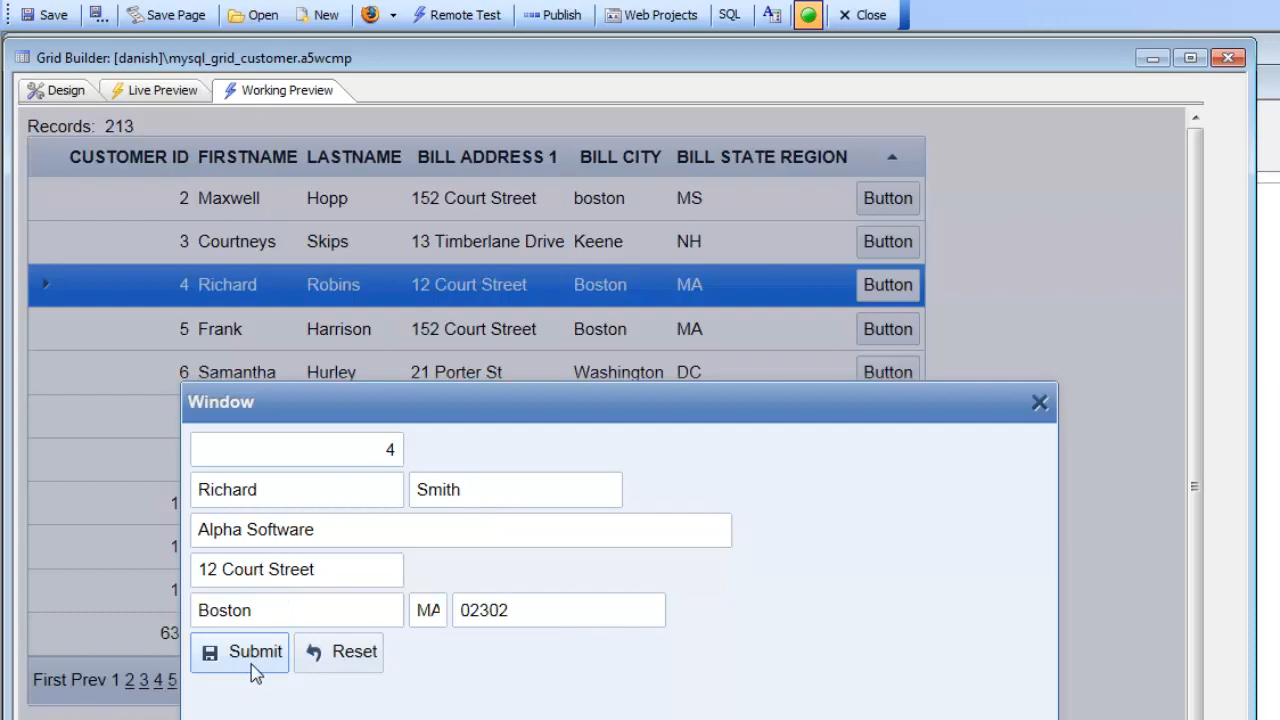 Save Save Page Open New Remote Test Publish Web Projects SQL A Close
Grid Builder: [danish]\mysql_grid_customer.a5wcmp
Design Live Preview Working Preview
Records: 213
CUSTOMER ID FIRSTNAME LASTNAME BILL ADDRESS 1 BILL CITY BILL STATE REGION
2 Maxwell Hopp 152 Court Street boston MS Button
3 Courtneys Skips 13 Timberlane Drive Keene NH Button
4 Richard Robins 12 Court Street Boston MA Button
5 Frank Harrison 152 Court Street Boston MA Button
6 Samantha Hurley 21 Porter St Washington DC Button
Window
4
Richard Smith
1
Alpha Software
1
12 Court Street
1
Boston MA 02302
63
Submit Reset
First Prev 1 2 3 4 5